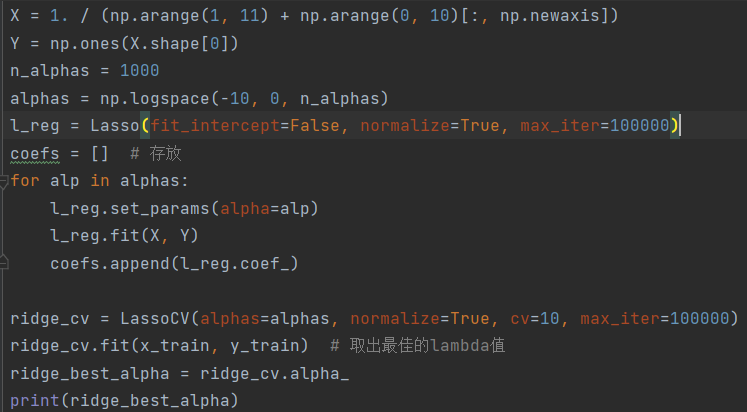 X = 1. / (np.arange(1, 11) + np.arange(0, 10)[:, np.newaxis])
Y = np.ones(X.shape[0])
n_alphas = 1000
alphas = np.logspace(-10, 0, n_alphas)
l_reg = Lasso(fit_intercept=False, normalize=True, max_iter=100000)
coefs = []  # 存放
for alp in alphas:
    l_reg.set_params(alpha=alp)
    l_reg.fit(X, Y)
    coefs.append(l_reg.coef_)
ridge_cv = LassoCV(alphas=alphas, normalize=True, cv=10, max_iter=100000)
ridge_cv.fit(x_train, y_train)  # 取出最佳的lambda值
ridge_best_alpha = ridge_cv.alpha_
print(ridge_best_alpha)